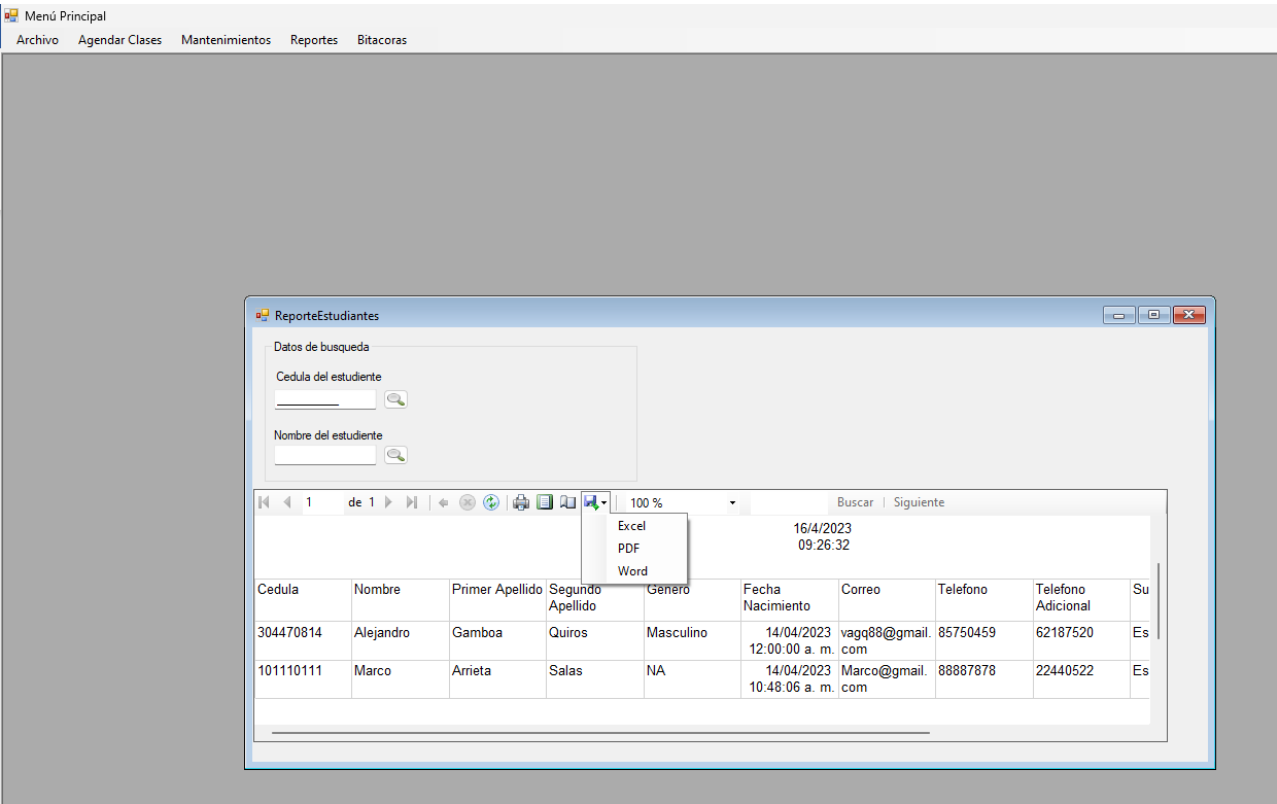 Menú Principal
Archivo Agendar Clases Mantenimientos Reportes Bitacoras
ReporteEstudiantes
Datos de busqueda
Cedula del estudiente
Nombre del estudiente
1 de 1 100 % Buscar | Siguiente
Excel
PDF
Word
16/4/2023
09:26:32
Cedula Nombre Primer Apellido Segundo Apellido Genero Fecha Nacimiento Correo Telefono Telefono Adicional Su
304470814 Alejandro Gamboa Quiros Masculino 14/04/2023 12:00:00 a. m. vagq88@gmail.com 85750459 62187520 Es
101110111 Marco Arrieta Salas NA 14/04/2023 10:48:06 a. m. Marco@gmail.com 88887878 22440522 Es